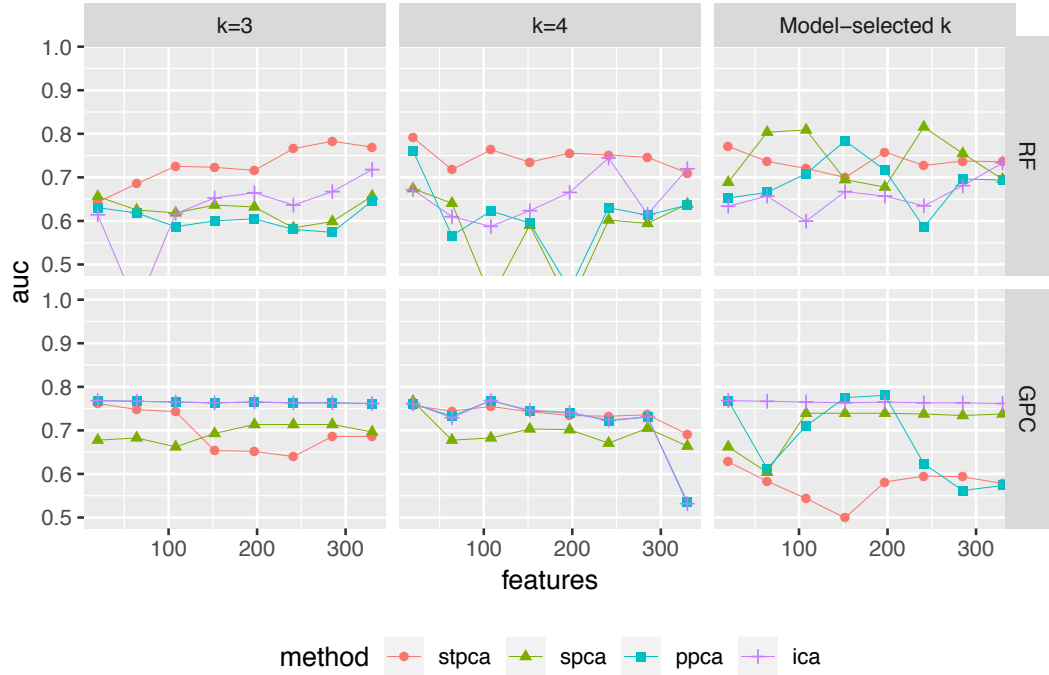 k=3 k=4 Model−selected k
1.0
0.9
0.8
0.7
0.6
0.5
RF
auc
1.0
0.9
0.8
0.7
0.6
0.5
GPC
100 200 300 100 200 300 100 200 300
features
method stpca spca ppca ica